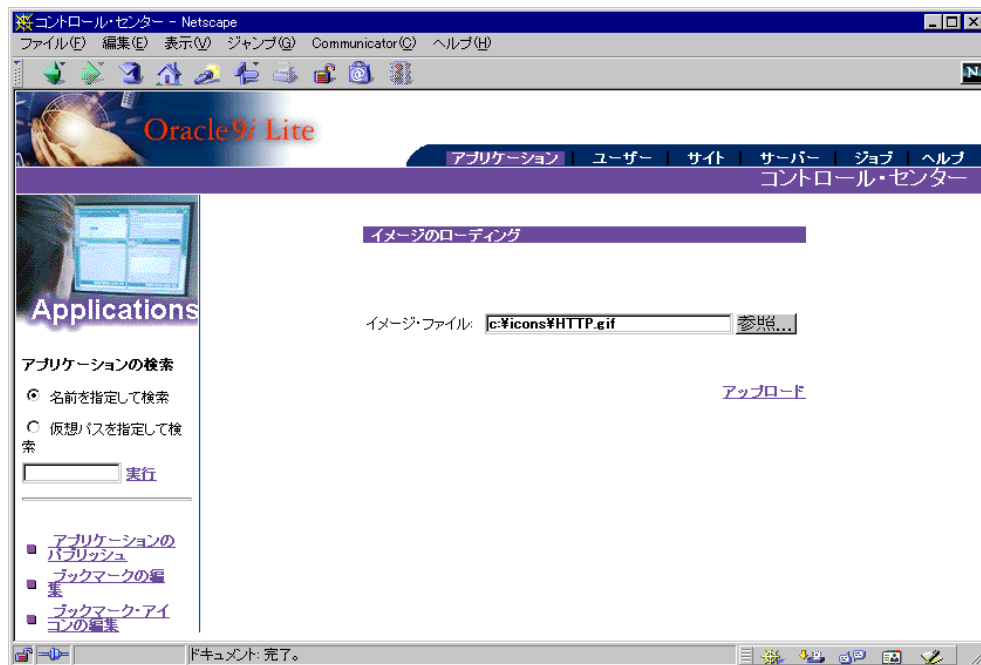 コントロール・センター - Netscape
ファイル(F) 編集(E) 表示(V) ジャンプ(G) Communicator(C) ヘルプ(H)
N
Oracle9i Lite
アプリケーション ユーザー サイト サーバー ジョブ ヘルプ
コントロール・センター
Applications
アプリケーションの検索
名前を指定して検索
仮想パスを指定して検
索
実行
アプリケーションの
パブリッシュ
ブックマークの編
集
ブックマーク・アイ
コンの編集
イメージのローディング
イメージ・ファイル: c:¥icons¥HTTP.gif 参照...
アップロード
ドキュメント: 完了。